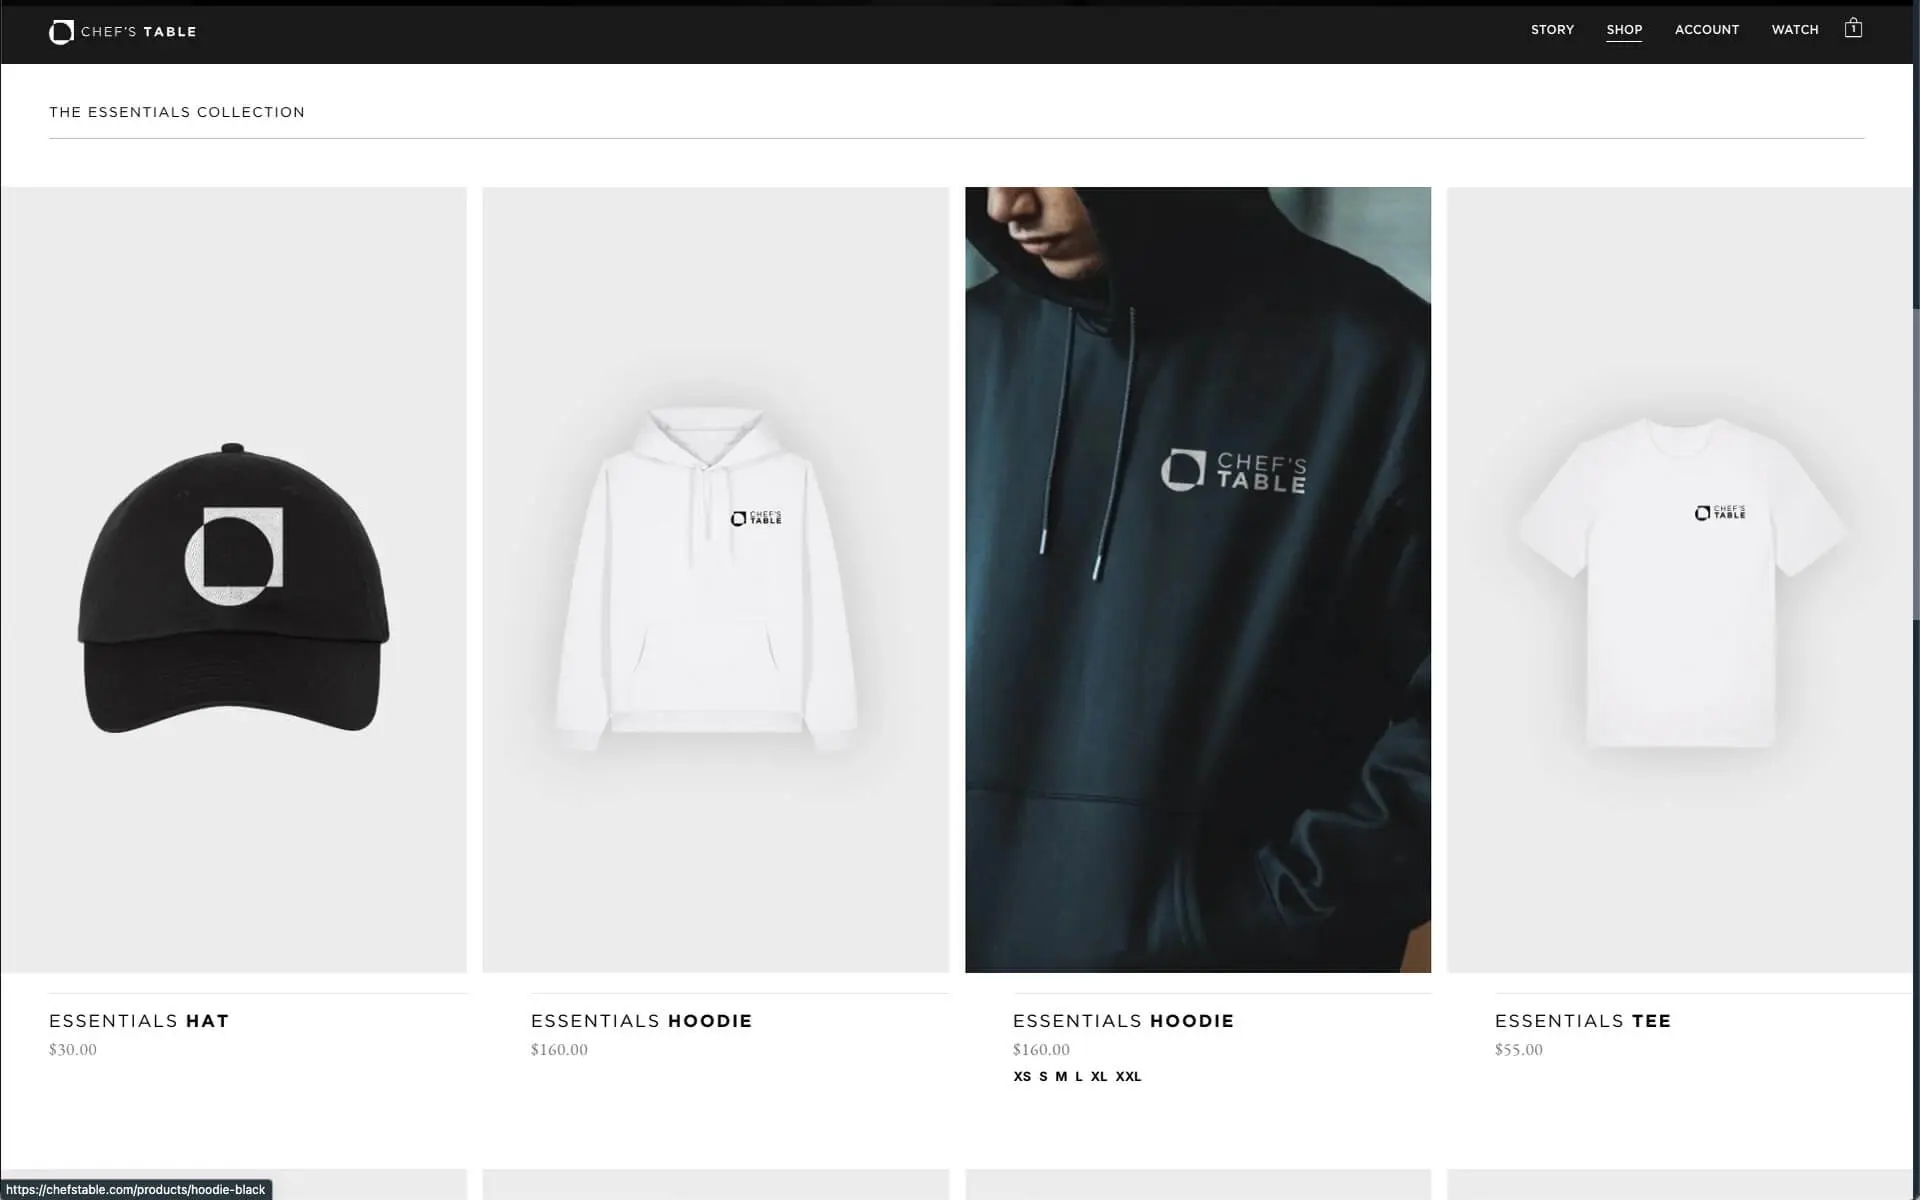 CHEF'S TABLE
STORY SHOP ACCOUNT WATCH 1
THE ESSENTIALS COLLECTION
CHEF'S
TABLE
CHEF'S
TABLE
CHEF'S
TABLE
ESSENTIALS HAT
$30.00
ESSENTIALS HOODIE
$160.00
ESSENTIALS HOODIE
$160.00
XS S M L XL XXL
ESSENTIALS TEE
$55.00
https://chefstable.com/products/hoodie-black